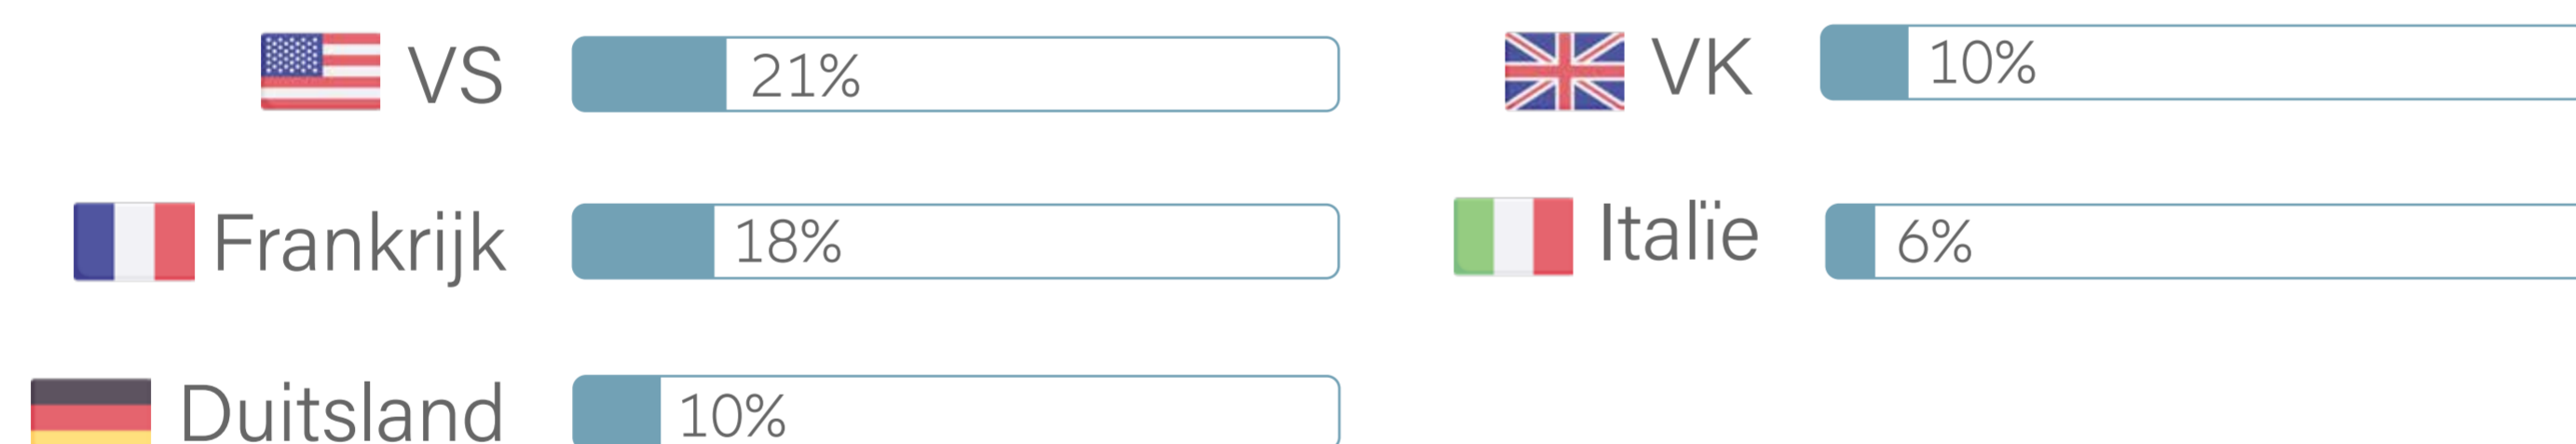 VS 21%
Frankrijk 18%
Duitsland 10%
VK 10%
Italïe 6%